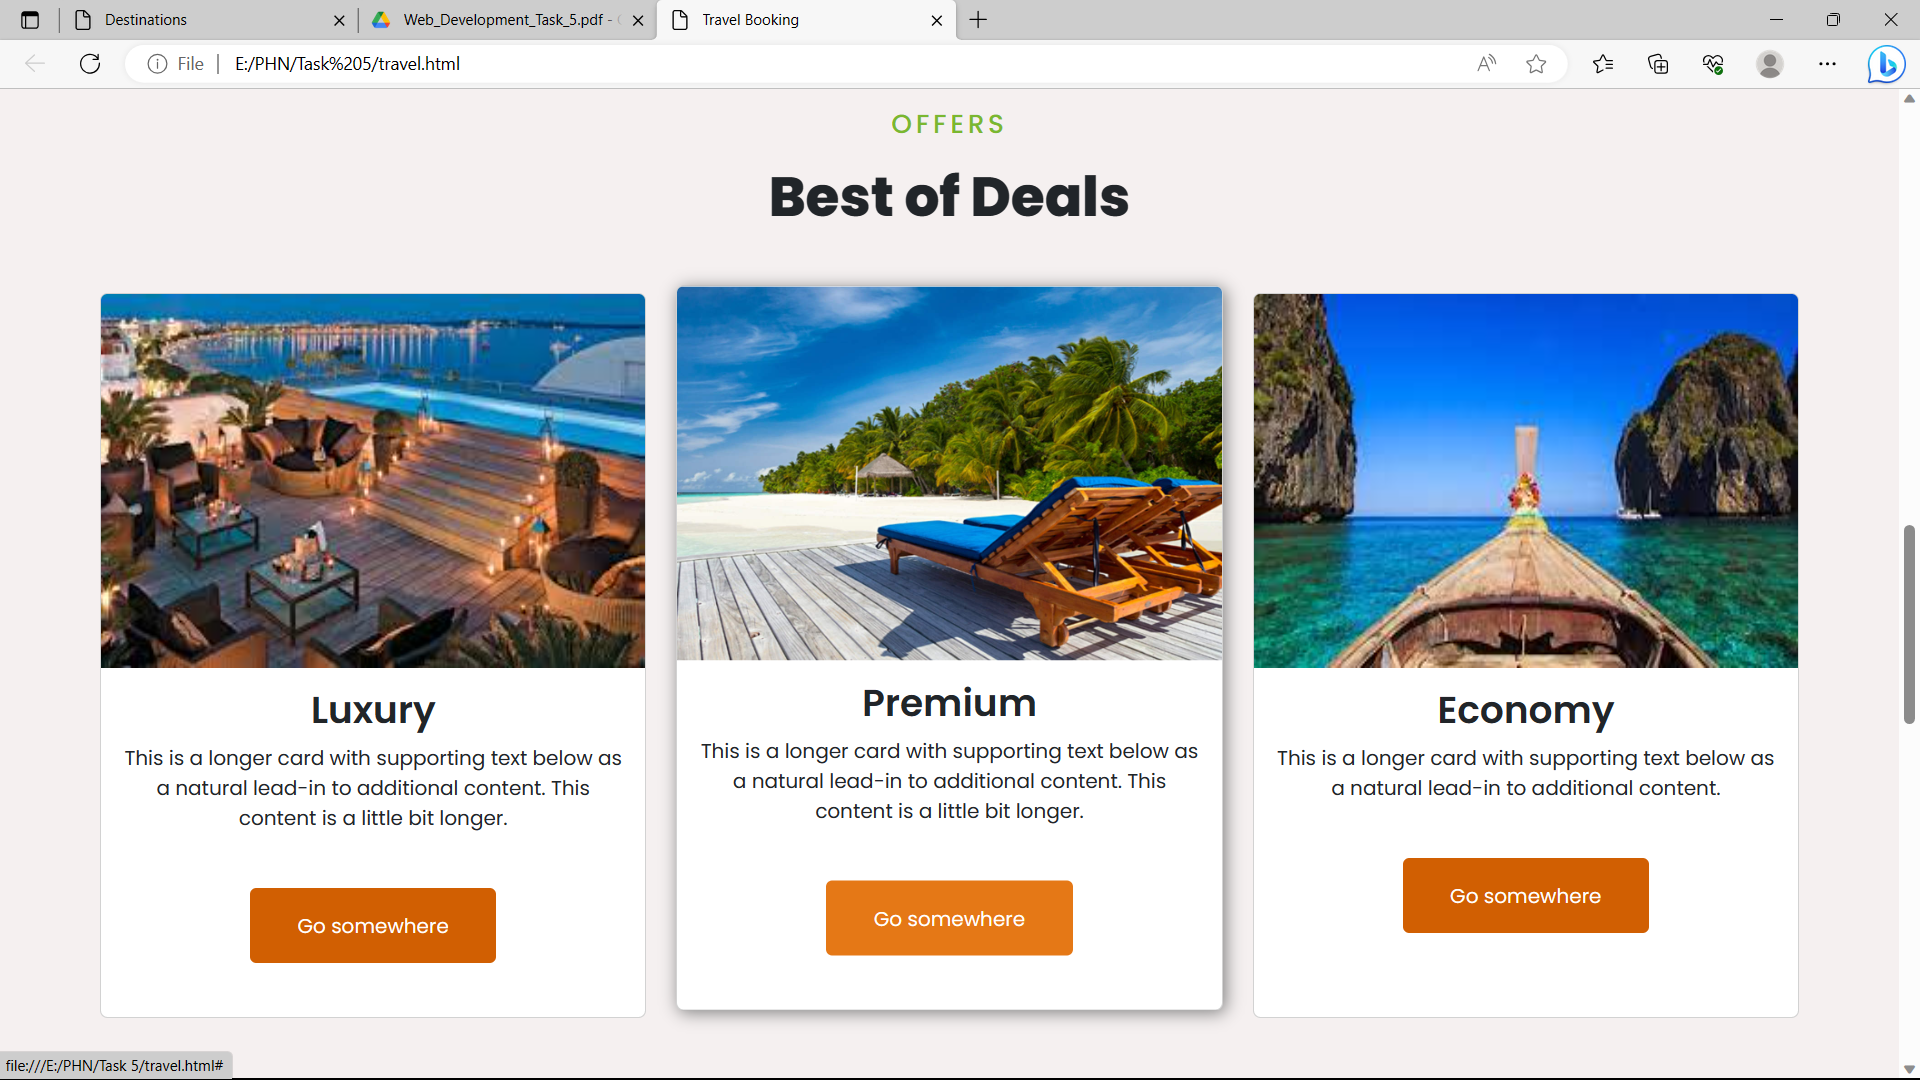 Destinations
Web_Development_Task_5.pdf -
Travel Booking
File
E:/PHN/Task%205/travel.html
OFFERS
Best of Deals
Luxury
This is a longer card with supporting text below as
a natural lead-in to additional content. This
content is a little bit longer.
Go somewhere
Premium
This is a longer card with supporting text below as
a natural lead-in to additional content. This
content is a little bit longer.
Go somewhere
Economy
This is a longer card with supporting text below as
a natural lead-in to additional content.
Go somewhere
file:///E:/PHN/Task 5/travel.html#